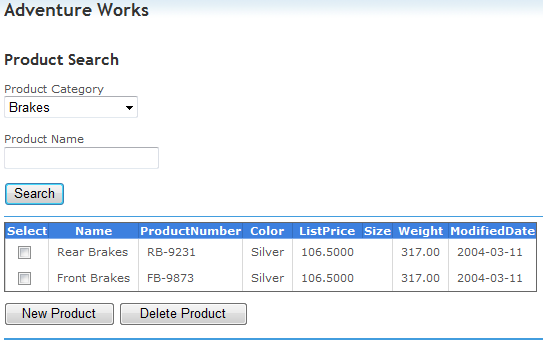 Adventure Works
Product Search
Product Category
Brakes
Product Name
Search
Select Name ProductNumber Color ListPrice Size Weight ModifiedDate
Rear Brakes RB-9231 Silver 106.5000 317.00 2004-03-11
Front Brakes FB-9873 Silver 106.5000 317.00 2004-03-11
New Product Delete Product